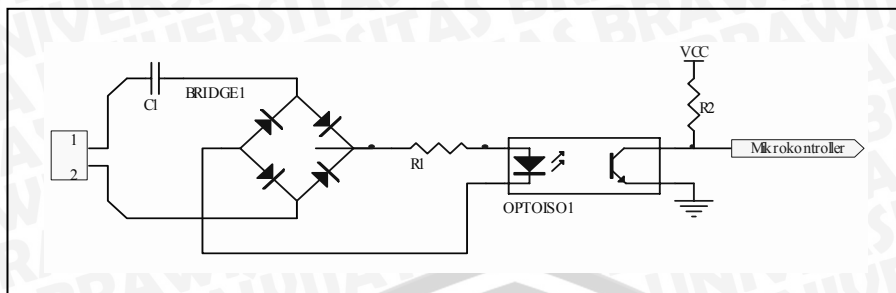 VCC
C1
BRIDGE1
R2
1
2
R1
Mikrokontroller
OPTOISO1